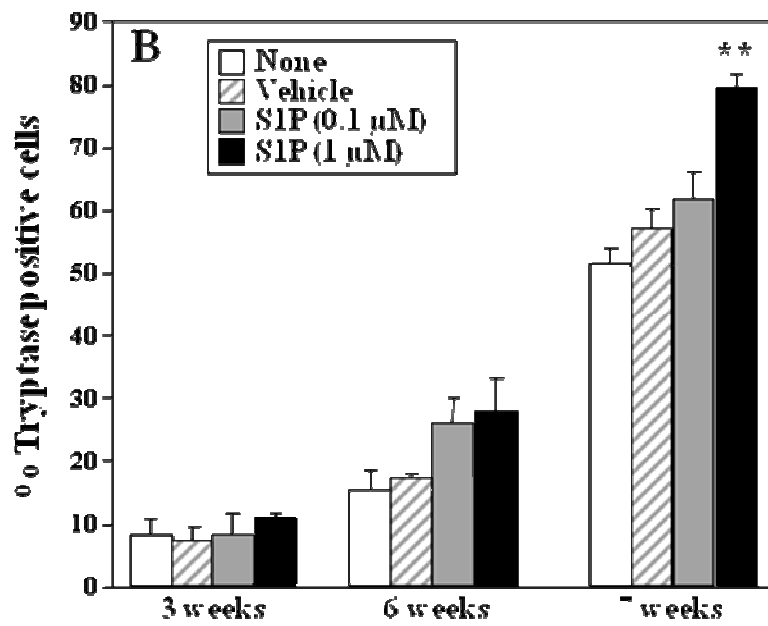 B
None
Vehicle
S1P (0.1 µM)
S1P (1 µM)
**
% Tryptase positive cells
90
80
70
60
50
40
30
20
10
0
3 weeks
6 weeks
7 weeks